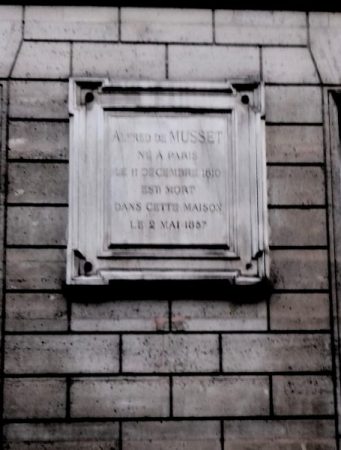 ALFRED DE MUSSET
NÉ À PARIS
LE 11 DÉCEMBRE 1810
EST MORT
DANS CETTE MAISON
LE 2 MAI 1857